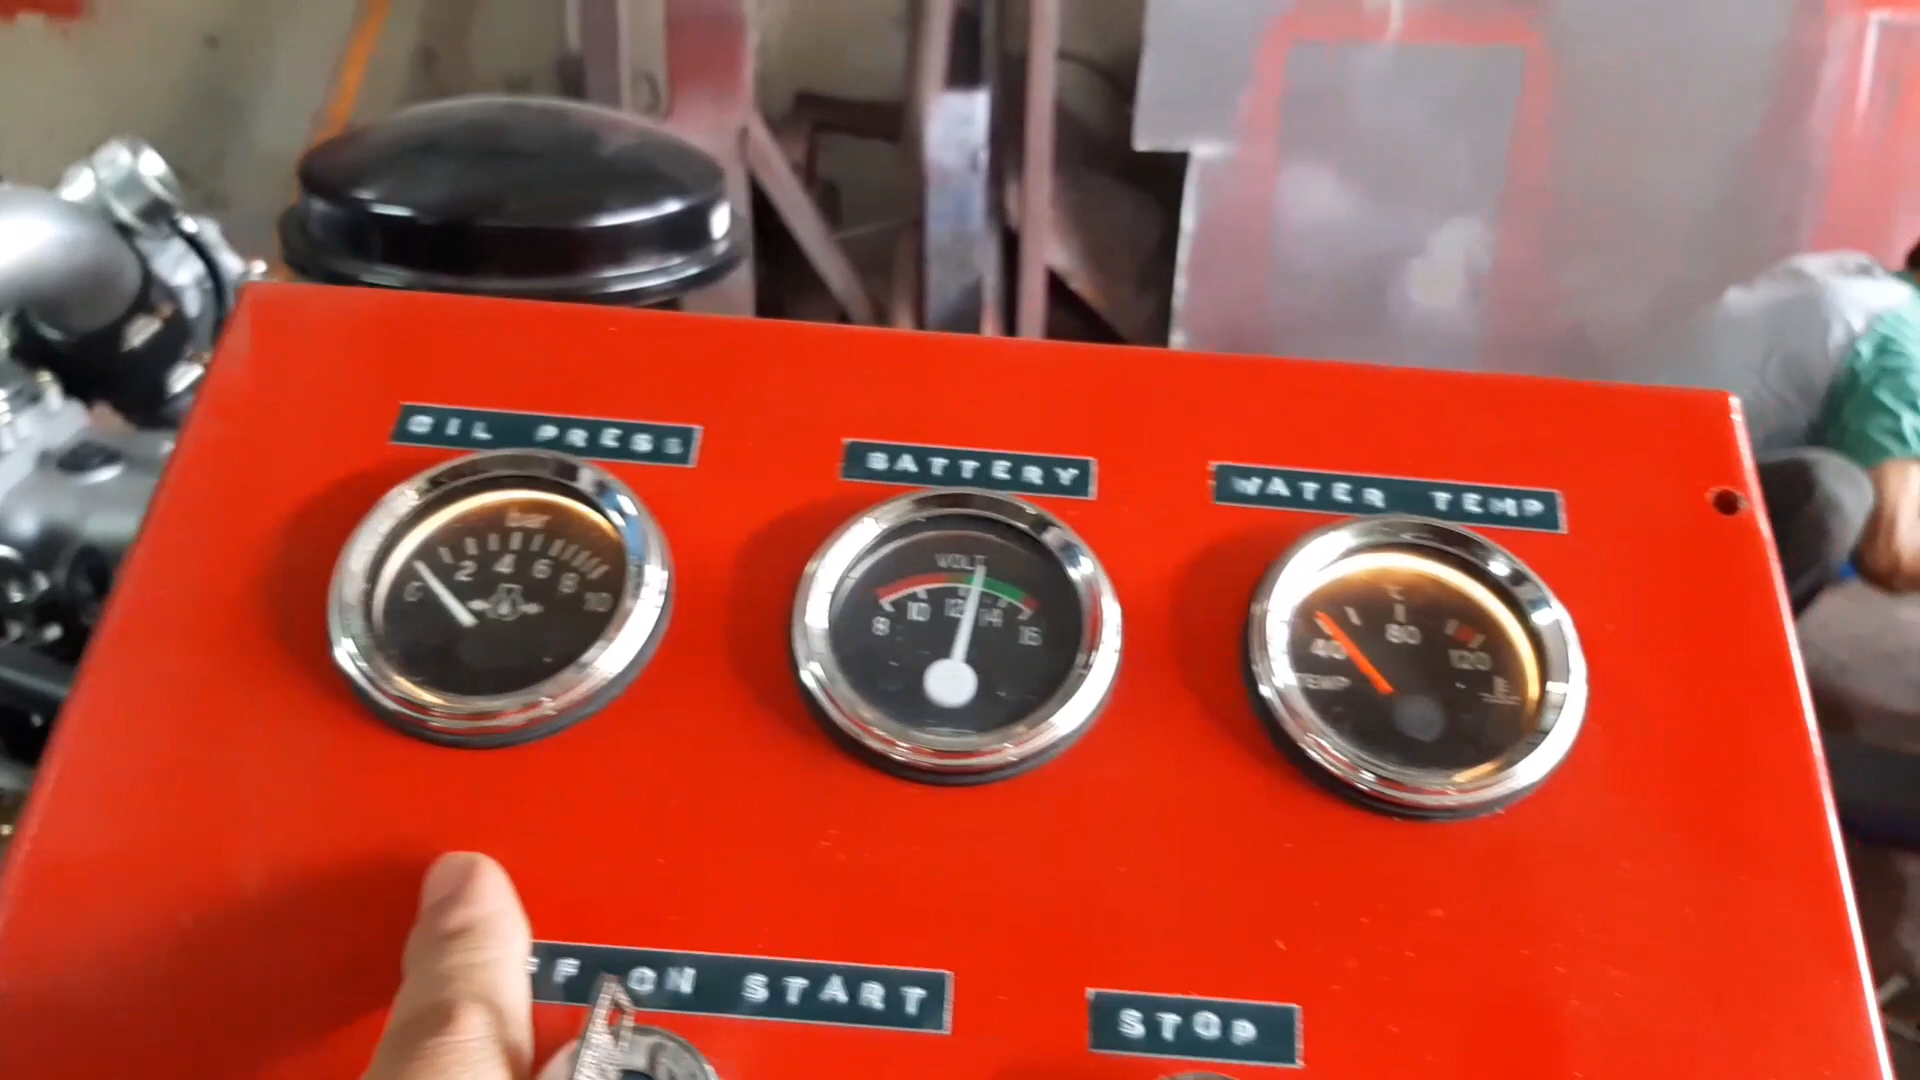 OIL PRESS
BATTERY
WATER TEMP
bar
0 2 4 6 8 10
VOLT
8 10 12 14 16
°C
40 80 120
TEMP
ON START
STOP